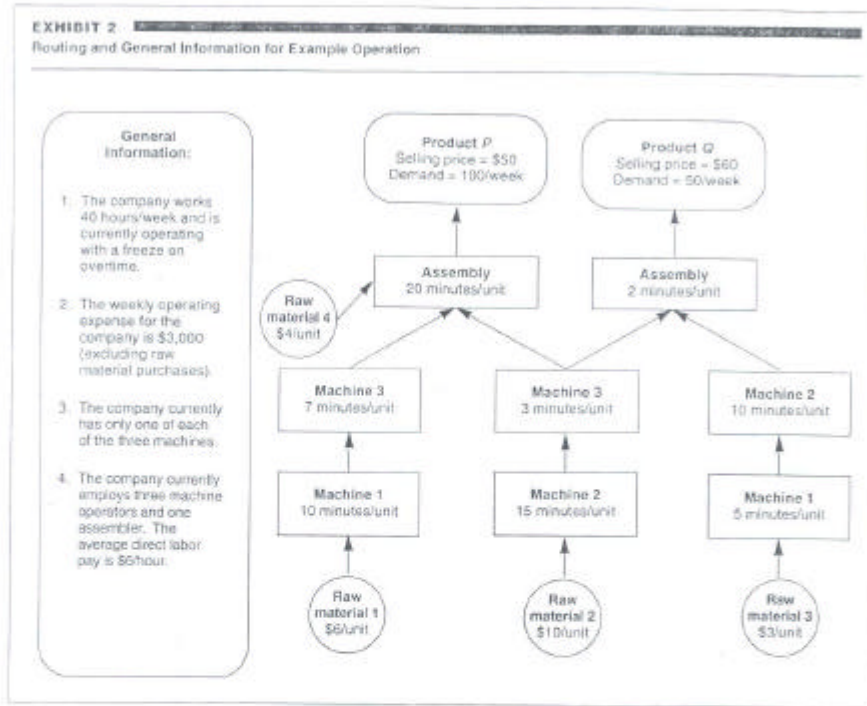 EXHIBIT 2
Routing and General Information for Example Operation
General
Information:
1. The company works
40 hours/week and is
currently operating
with a freeze on
overtime.
2. The weekly operating
expense for the
company is $3,000
(excluding raw
material purchases).
3. The company currently
has only one of each
of the three machines.
4. The company currently
employs three machine
operators and one
assembler. The
average direct labor
pay is $6/hour.
Product P
Selling price = $50
Demand = 100/week
Product Q
Selling price = $60
Demand = 50/week
Assembly
20 minutes/unit
Assembly
2 minutes/unit
Raw
material 4
$4/unit
Machine 3
7 minutes/unit
Machine 3
3 minutes/unit
Machine 2
10 minutes/unit
Machine 1
10 minutes/unit
Machine 2
15 minutes/unit
Machine 1
5 minutes/unit
Raw
material 1
$6/unit
Raw
material 2
$10/unit
Raw
material 3
$3/unit